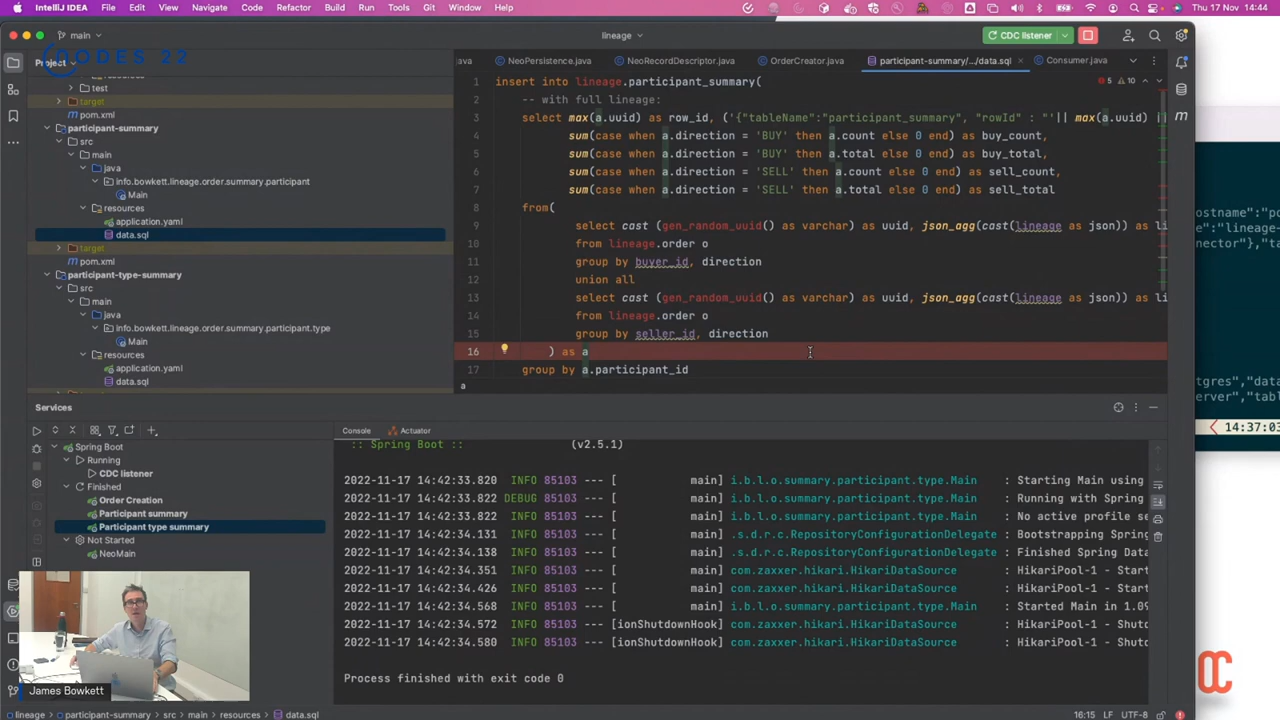 IntelliJ IDEA File Edit View Navigate Code Refactor Build Run Tools Git Window Help Thu 17 Nov 14:44
main
lineage
CDC listener
NODES 22
Project
java
NeoPersistence.java
NeoRecordDescriptor.java
OrderCreator.java
participant-summary/.../data.sql
Consumer.java
resources
test
target
pom.xml
participant-summary
src
main
java
info.bowkett.lineage.order.summary.participant
Main
resources
application.yaml
data.sql
target
pom.xml
participant-type-summary
src
main
java
info.bowkett.lineage.order.summary.participant.type
Main
resources
application.yaml
data.sql
5 10
1 insert into lineage.participant_summary(
2 -- with full lineage:
3 select max(a.uuid) as row_id, ('{"tableName":"participant_summary", "rowId" : "'|| max(a.uuid) ||
4 sum(case when a.direction = 'BUY' then a.count else 0 end) as buy_count,
5 sum(case when a.direction = 'BUY' then a.total else 0 end) as buy_total,
6 sum(case when a.direction = 'SELL' then a.count else 0 end) as sell_count,
7 sum(case when a.direction = 'SELL' then a.total else 0 end) as sell_total
8 from(
9 select cast (gen_random_uuid() as varchar) as uuid, json_agg(cast(lineage as json)) as li
10 from lineage.order o
11 group by buyer_id, direction
12 union all
13 select cast (gen_random_uuid() as varchar) as uuid, json_agg(cast(lineage as json)) as li
14 from lineage.order o
15 group by seller_id, direction
16 ) as a
17 group by a.participant_id
a
ostname":"po
":"lineage-
nector"},"t
tgres","data
erver","tabl
14:37:03
Services
Spring Boot
Running
CDC listener
Finished
Order Creation
Participant summary
Participant type summary
Not Started
NeoMain
Console Actuator
:: Spring Boot :: (v2.5.1)
2022-11-17 14:42:33.820 INFO 85103 --- [ main] i.b.l.o.summary.participant.type.Main : Starting Main using
2022-11-17 14:42:33.822 DEBUG 85103 --- [ main] i.b.l.o.summary.participant.type.Main : Running with Spring
2022-11-17 14:42:33.822 INFO 85103 --- [ main] i.b.l.o.summary.participant.type.Main : No active profile se
2022-11-17 14:42:34.131 INFO 85103 --- [ main] .s.d.r.c.RepositoryConfigurationDelegate : Bootstrapping Spring
2022-11-17 14:42:34.138 INFO 85103 --- [ main] .s.d.r.c.RepositoryConfigurationDelegate : Finished Spring Data
2022-11-17 14:42:34.351 INFO 85103 --- [ main] com.zaxxer.hikari.HikariDataSource : HikariPool-1 - Start
2022-11-17 14:42:34.426 INFO 85103 --- [ main] com.zaxxer.hikari.HikariDataSource : HikariPool-1 - Start
2022-11-17 14:42:34.568 INFO 85103 --- [ main] i.b.l.o.summary.participant.type.Main : Started Main in 1.09
2022-11-17 14:42:34.572 INFO 85103 --- [ionShutdownHook] com.zaxxer.hikari.HikariDataSource : HikariPool-1 - Shutd
2022-11-17 14:42:34.580 INFO 85103 --- [ionShutdownHook] com.zaxxer.hikari.HikariDataSource : HikariPool-1 - Shutd
Process finished with exit code 0
James Bowkett
lineage participant-summary src main resources data.sql
16:15 LF UTF-8